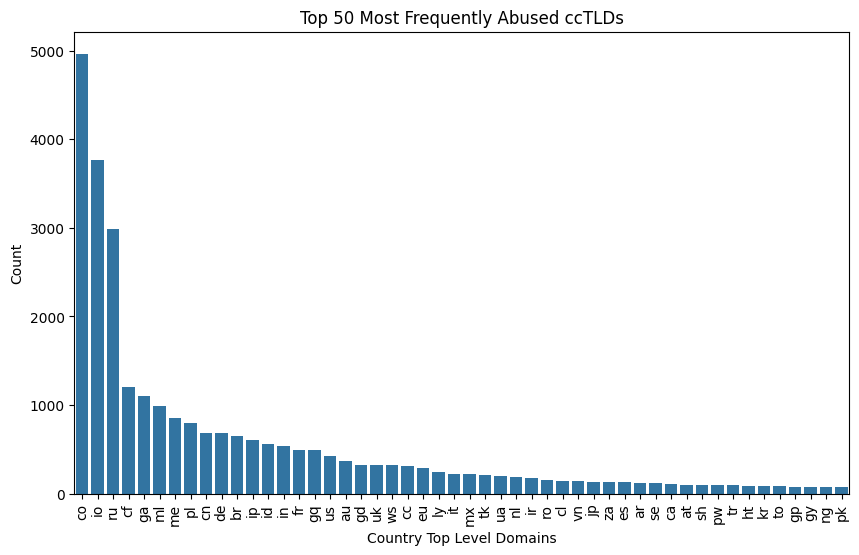 Top 50 Most Frequently Abused ccTLDs
5000
4000
3000
2000
1000
0
Count
co io ru cf ga ml me pl cn de br ip id in fr gq us au gd uk ws cc eu ly it mx tk ua nl ir ro cl vn jp za es ar se ca at sh pw tr ht kr to gp gy ng pk
Country Top Level Domains